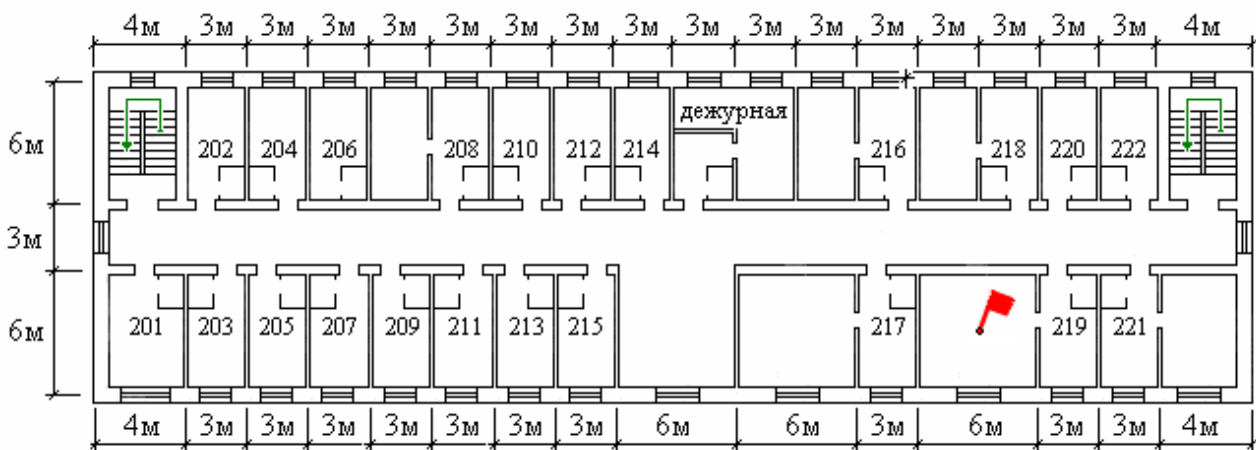 4м 3м 3м 3м 3м 3м 3м 3м 3м 3м 3м 3м 3м 3м 3м 3м 3м 4м
дежурная
6м 202 204 206 208 210 212 214 216 218 220 222
3м
6м 201 203 205 207 209 211 213 215 217 219 221
4м 3м 3м 3м 3м 3м 3м 3м 6м 6м 3м 6м 3м 3м 4м